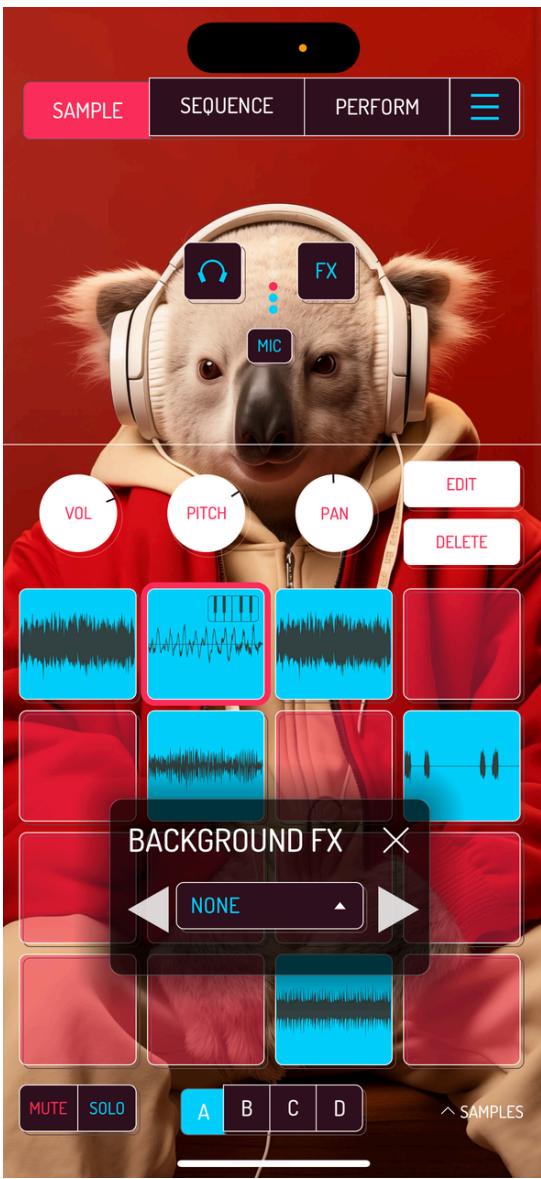 SAMPLE
SEQUENCE
PERFORM
FX
MIC
VOL
PITCH
PAN
EDIT
DELETE
BACKGROUND FX
NONE
MUTE
SOLO
A
B
C
D
SAMPLES